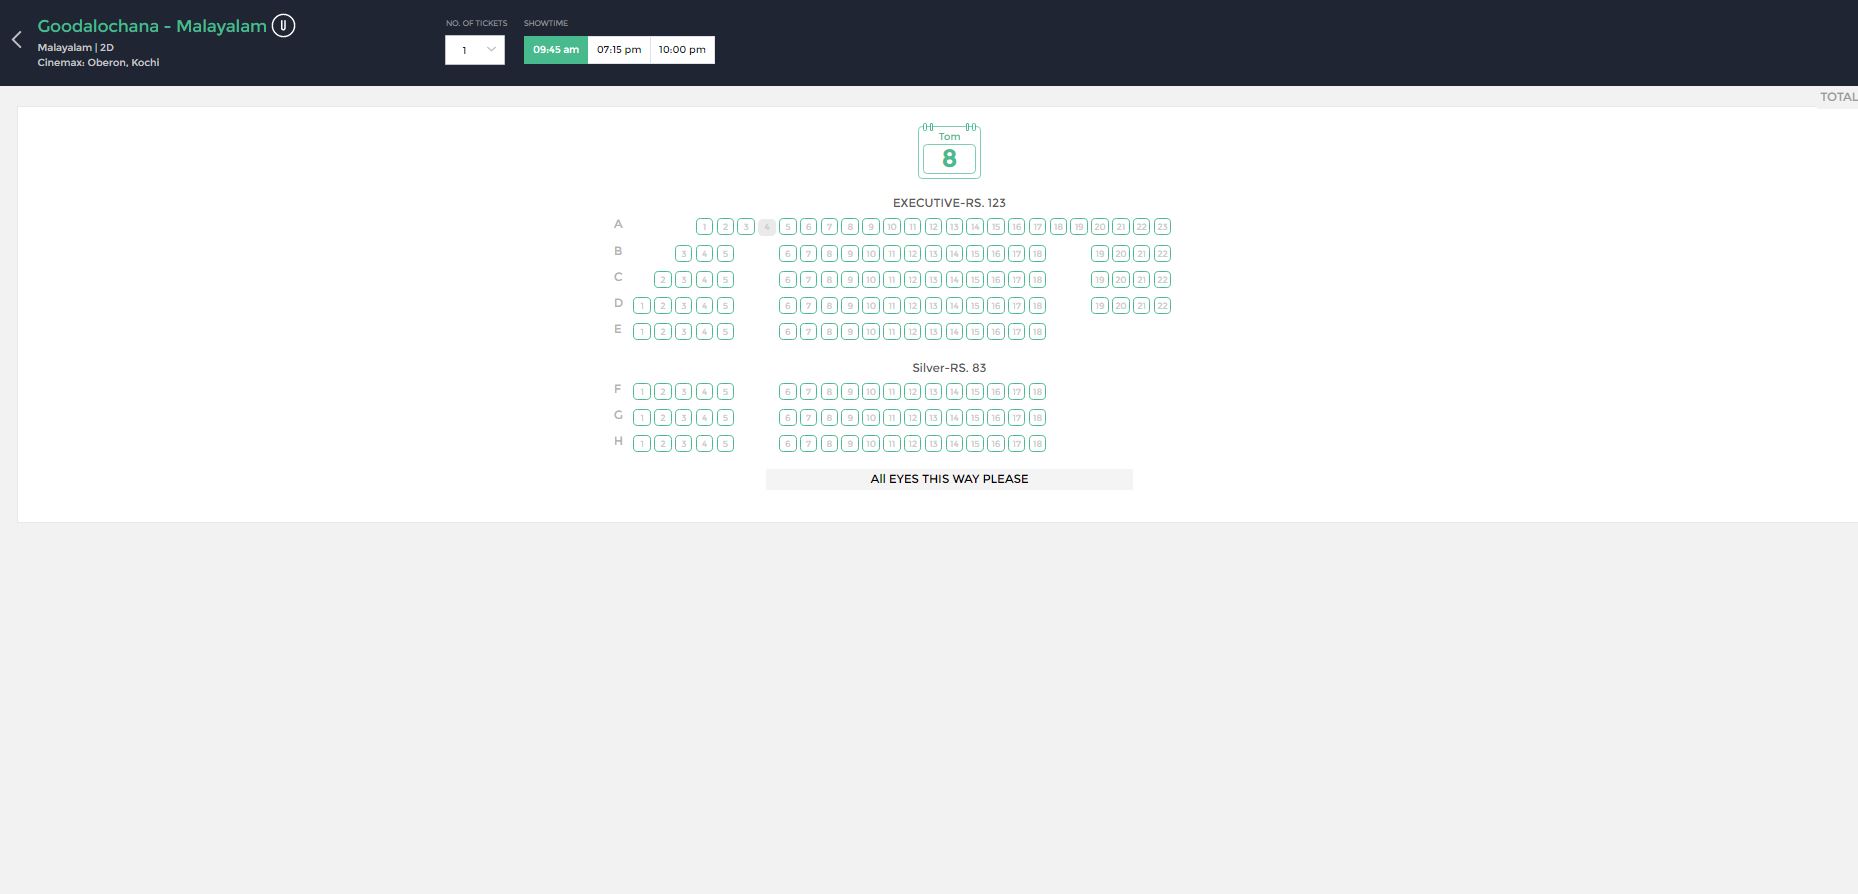 Goodalochana - Malayalam U
Malayalam | 2D
Cinemax: Oberon, Kochi
NO. OF TICKETS SHOWTIME
1 09:45 am 07:15 pm 10:00 pm
TOTAL
Tom
8
EXECUTIVE-RS. 123
A 1 2 3 4 5 6 7 8 9 10 11 12 13 14 15 16 17 18 19 20 21 22 23
B 3 4 5 6 7 8 9 10 11 12 13 14 15 16 17 18 19 20 21 22
C 2 3 4 5 6 7 8 9 10 11 12 13 14 15 16 17 18 19 20 21 22
D 1 2 3 4 5 6 7 8 9 10 11 12 13 14 15 16 17 18 19 20 21 22
E 1 2 3 4 5 6 7 8 9 10 11 12 13 14 15 16 17 18
Silver-RS. 83
F 1 2 3 4 5 6 7 8 9 10 11 12 13 14 15 16 17 18
G 1 2 3 4 5 6 7 8 9 10 11 12 13 14 15 16 17 18
H 1 2 3 4 5 6 7 8 9 10 11 12 13 14 15 16 17 18
All EYES THIS WAY PLEASE